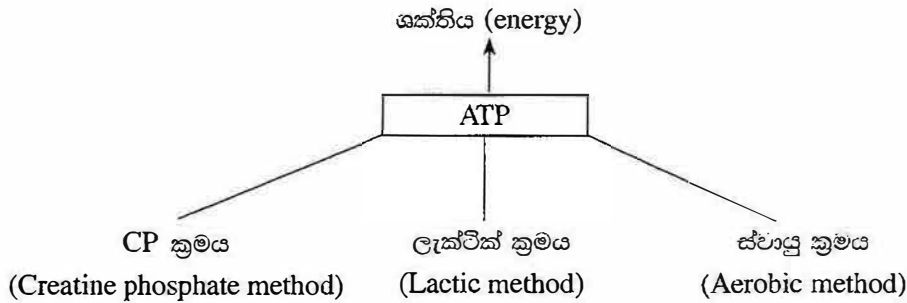 ශක්තිය (energy)
ATP
CP ක්‍රමය
(Creatine phosphate method)
ලැක්ටික් ක්‍රමය
(Lactic method)
ස්වායු ක්‍රමය
(Aerobic method)